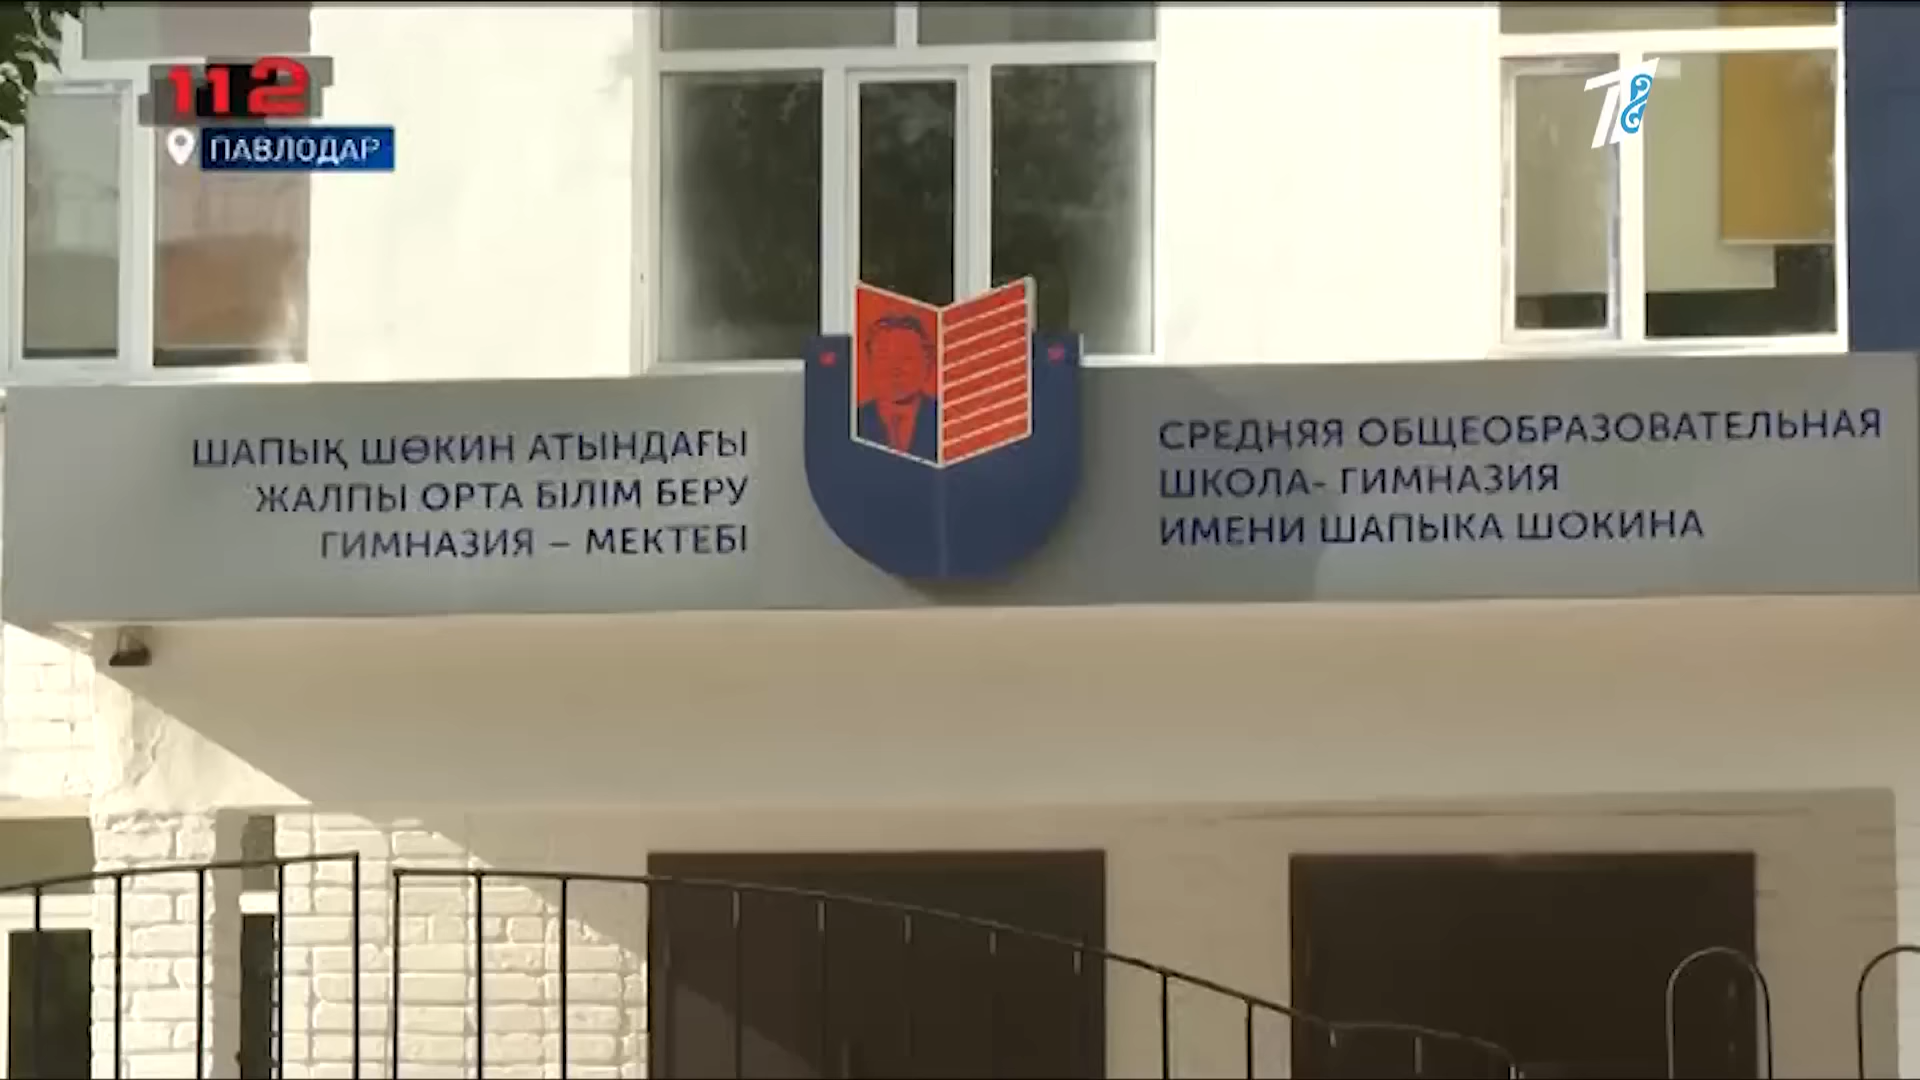 112
ПАВЛОДАР
ШАПЫҚ ШӨКИН АТЫНДАҒЫ
ЖАЛПЫ ОРТА БІЛІМ БЕРУ
ГИМНАЗИЯ – МЕКТЕБІ
СРЕДНЯЯ ОБЩЕОБРАЗОВАТЕЛЬНАЯ
ШКОЛА- ГИМНАЗИЯ
ИМЕНИ ШАПЫКА ШОКИНА